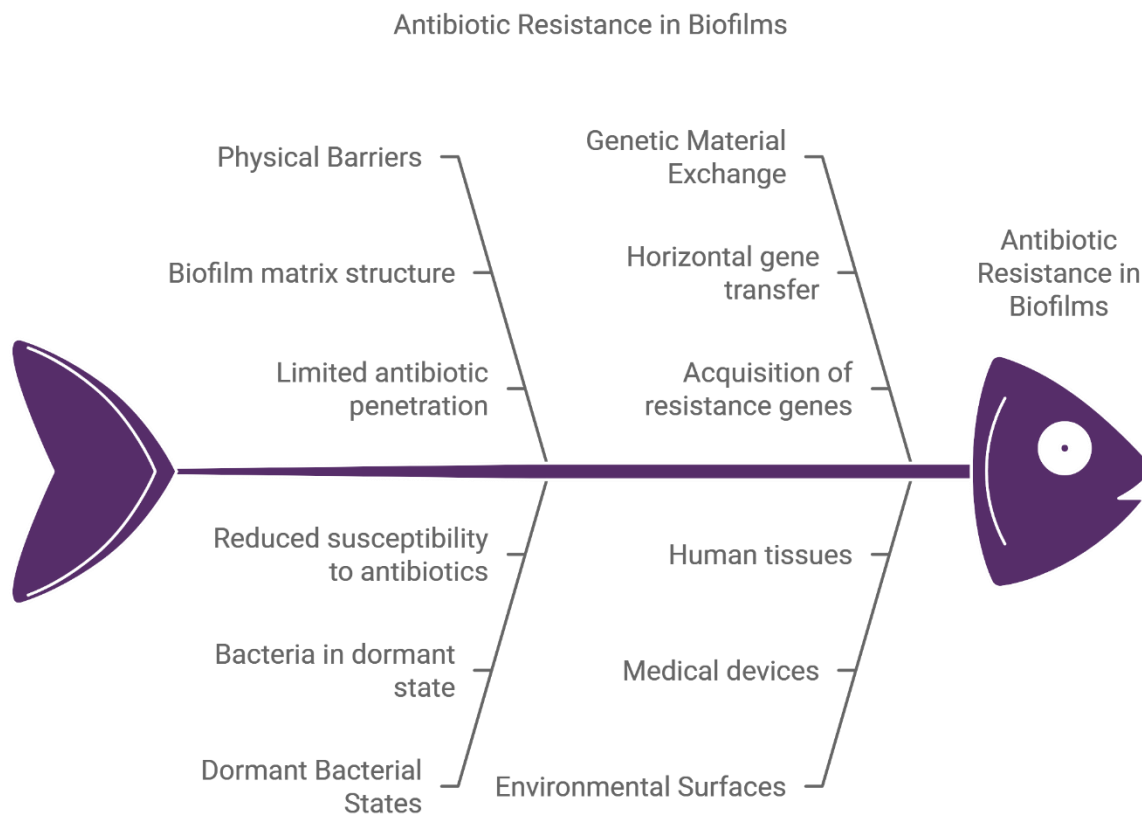 Antibiotic Resistance in Biofilms
Physical Barriers
Biofilm matrix structure
Limited antibiotic
penetration
Genetic Material
Exchange
Horizontal gene
transfer
Acquisition of
resistance genes
Antibiotic
Resistance in
Biofilms
Reduced susceptibility
to antibiotics
Bacteria in dormant
state
Dormant Bacterial
States
Human tissues
Medical devices
Environmental Surfaces